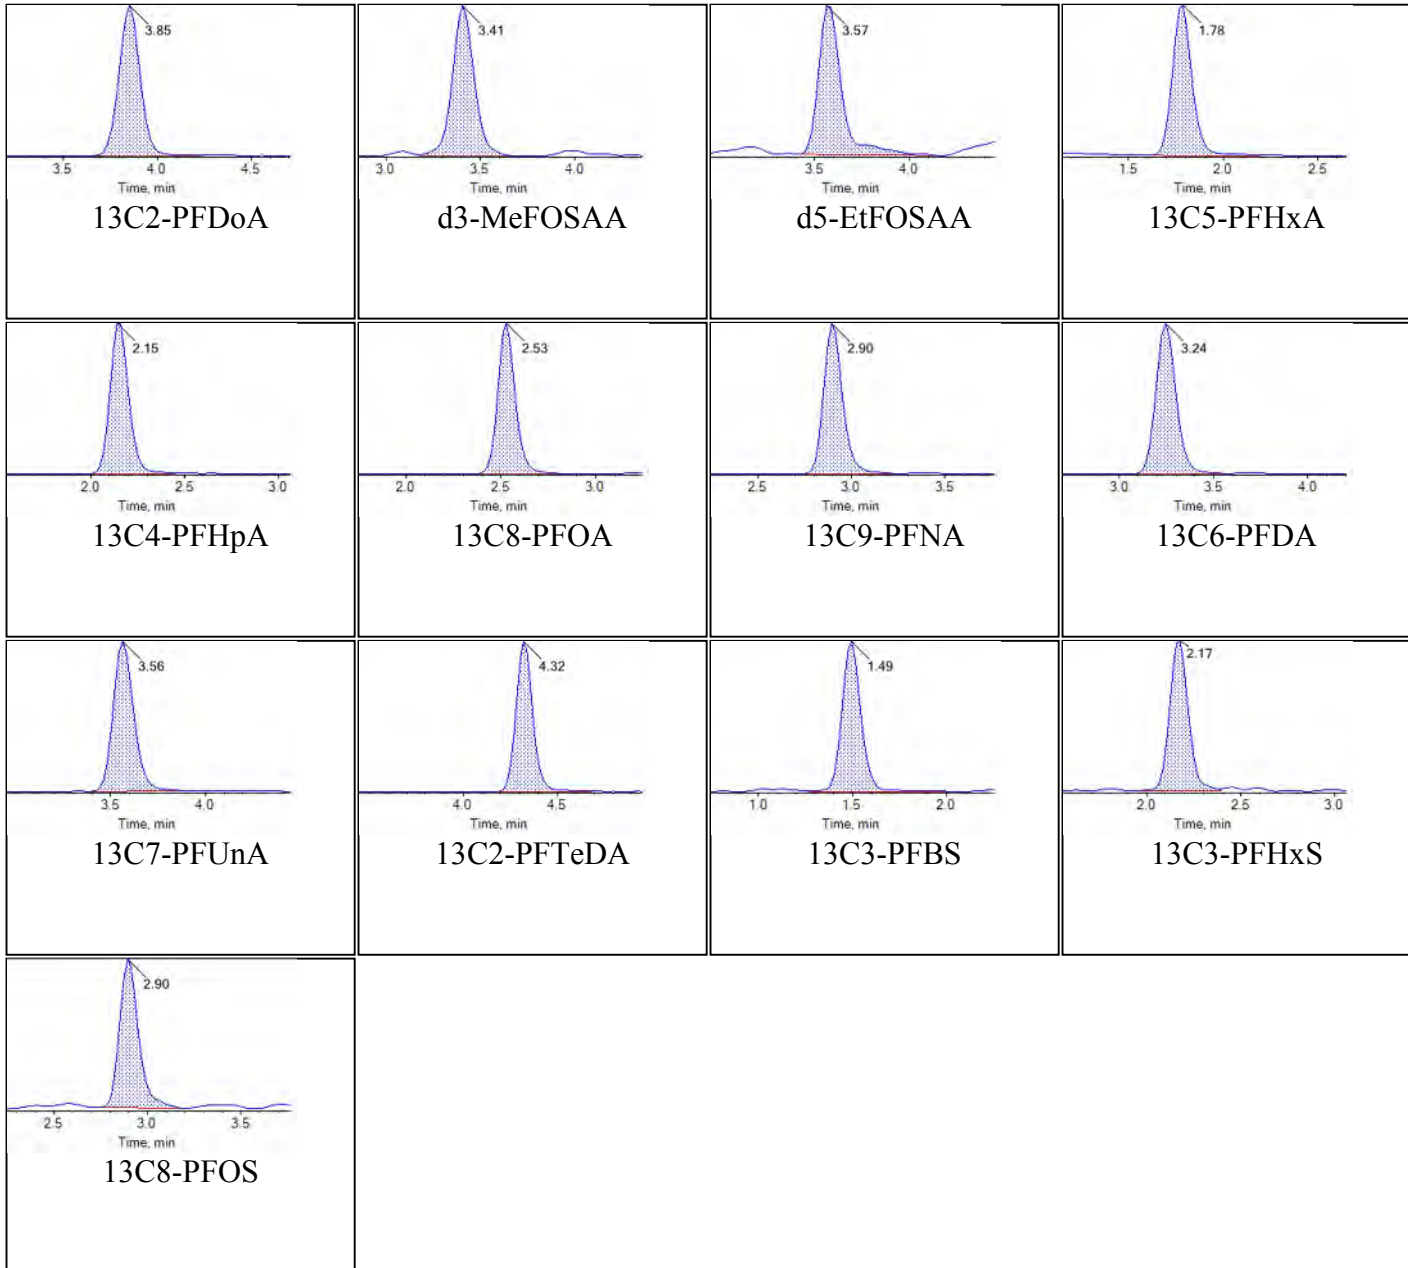 3.85
3.5 4.0 4.5
Time, min
13C2-PFDoA
3.41
3.0 3.5 4.0
Time, min
d3-MeFOSAA
3.57
3.5 4.0
Time, min
d5-EtFOSAA
1.78
1.5 2.0 2.5
Time, min
13C5-PFHxA
2.15
2.0 2.5 3.0
Time, min
13C4-PFHpA
2.53
2.0 2.5 3.0
Time, min
13C8-PFOA
2.90
2.5 3.0 3.5
Time, min
13C9-PFNA
3.24
3.0 3.5 4.0
Time, min
13C6-PFDA
3.56
3.5 4.0
Time, min
13C7-PFUnA
4.32
4.0 4.5
Time, min
13C2-PFTeDA
1.49
1.0 1.5 2.0
Time, min
13C3-PFBS
2.17
2.0 2.5 3.0
Time, min
13C3-PFHxS
2.90
2.5 3.0 3.5
Time, min
13C8-PFOS